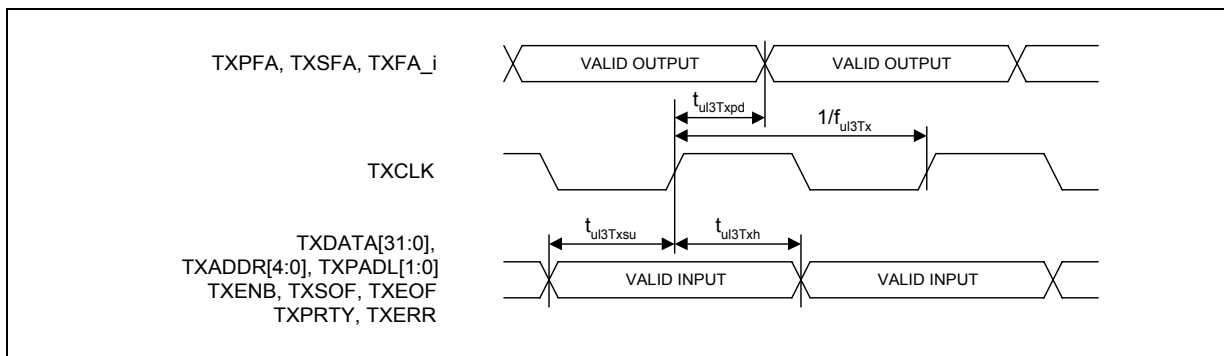 TXPFA, TXSFA, TXFA_i
VALID OUTPUT
VALID OUTPUT
tul3Txpd
1/ful3Tx
TXCLK
tul3Txsu
tul3Txh
TXDATA[31:0],
TXADDR[4:0], TXPADL[1:0]
TXENB, TXSOF, TXEOF
TXPRTY, TXERR
VALID INPUT
VALID INPUT